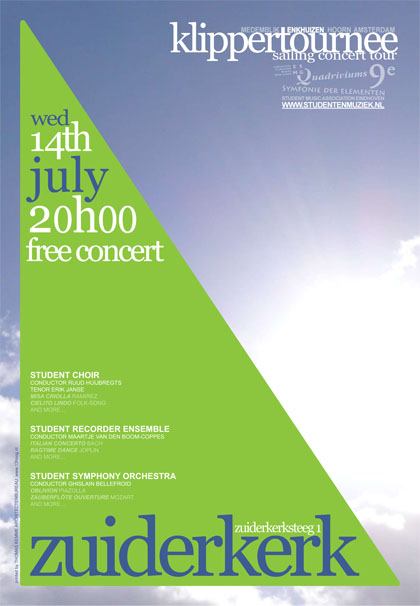 MEDEMBLIK ENKHUIZEN HOORN AMSTERDAM
klippertournee
sailing concert tour
Quadriviums 9e
SYMFONIE DER ELEMENTEN
STUDENT MUSIC ASSOCIATION EINDHOVEN
WWW.STUDENTENMUZIEK.NL
wed
14th
july
20h00
free concert
STUDENT CHOIR
CONDUCTOR RUUD HUIJBREGTS
TENOR ERIK JANSE
MISA CRIOLLA RAMIREZ
CIELITO LINDO FOLK-SONG
AND MORE...
STUDENT RECORDER ENSEMBLE
CONDUCTOR MAARTJE VAN DEN BOOM-COPPES
ITALIAN CONCERTO BACH
RAGTIME DANCE JOPLIN
AND MORE...
STUDENT SYMPHONY ORCHESTRA
CONDUCTOR GHISLAIN BELLEFROID
OBLIVION PIAZOLLA
ZAUBERFLÖTE OUVERTURE MOZART
AND MORE...
zuiderkerksteeg 1
zuiderkerk